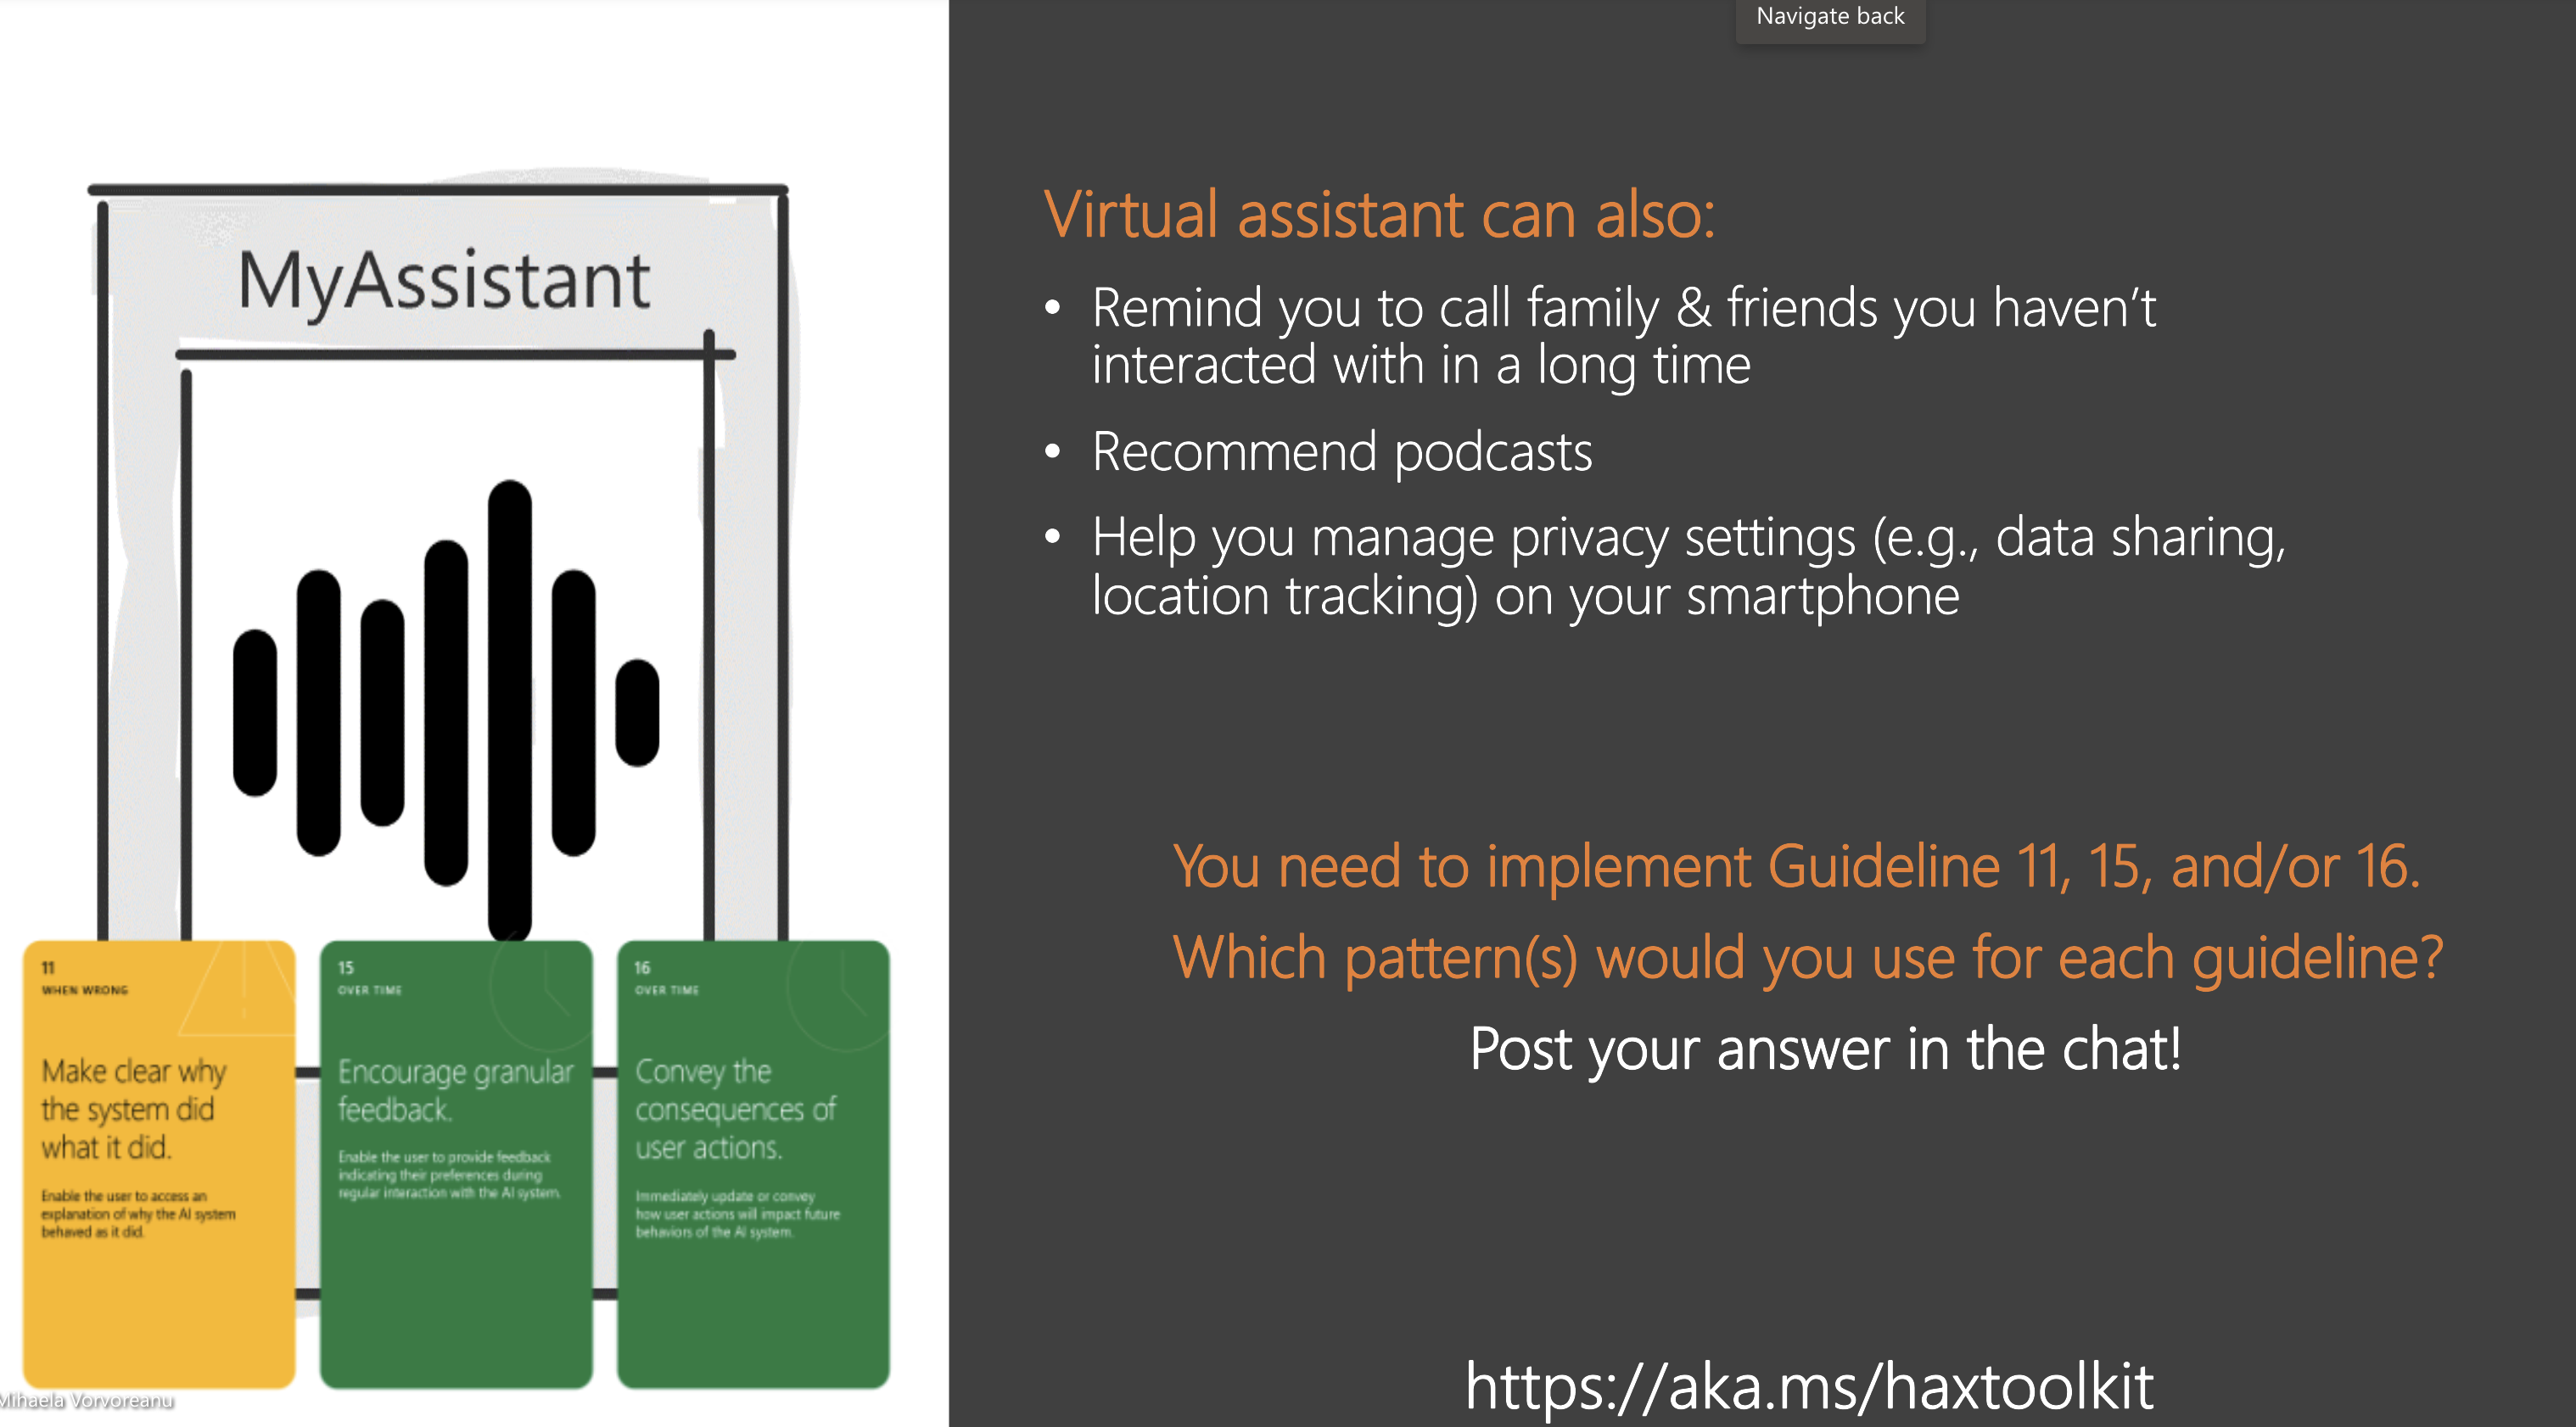 Navigate back
MyAssistant
Virtual assistant can also:
• Remind you to call family & friends you haven’t
interacted with in a long time
• Recommend podcasts
• Help you manage privacy settings (e.g., data sharing,
location tracking) on your smartphone
You need to implement Guideline 11, 15, and/or 16.
Which pattern(s) would you use for each guideline?
Post your answer in the chat!
11
WHEN WRONG
Make clear why
the system did
what it did.
Enable the user to access an
explanation of why the AI system
behaved as it did.
15
OVER TIME
Encourage granular
feedback.
Enable the user to provide feedback
indicating their preferences during
regular interaction with the AI system.
16
OVER TIME
Convey the
consequences of
user actions.
Immediately update or convey
how user actions will impact future
behaviors of the AI system.
https://aka.ms/haxtoolkit
Mihaela Vorvoreanu